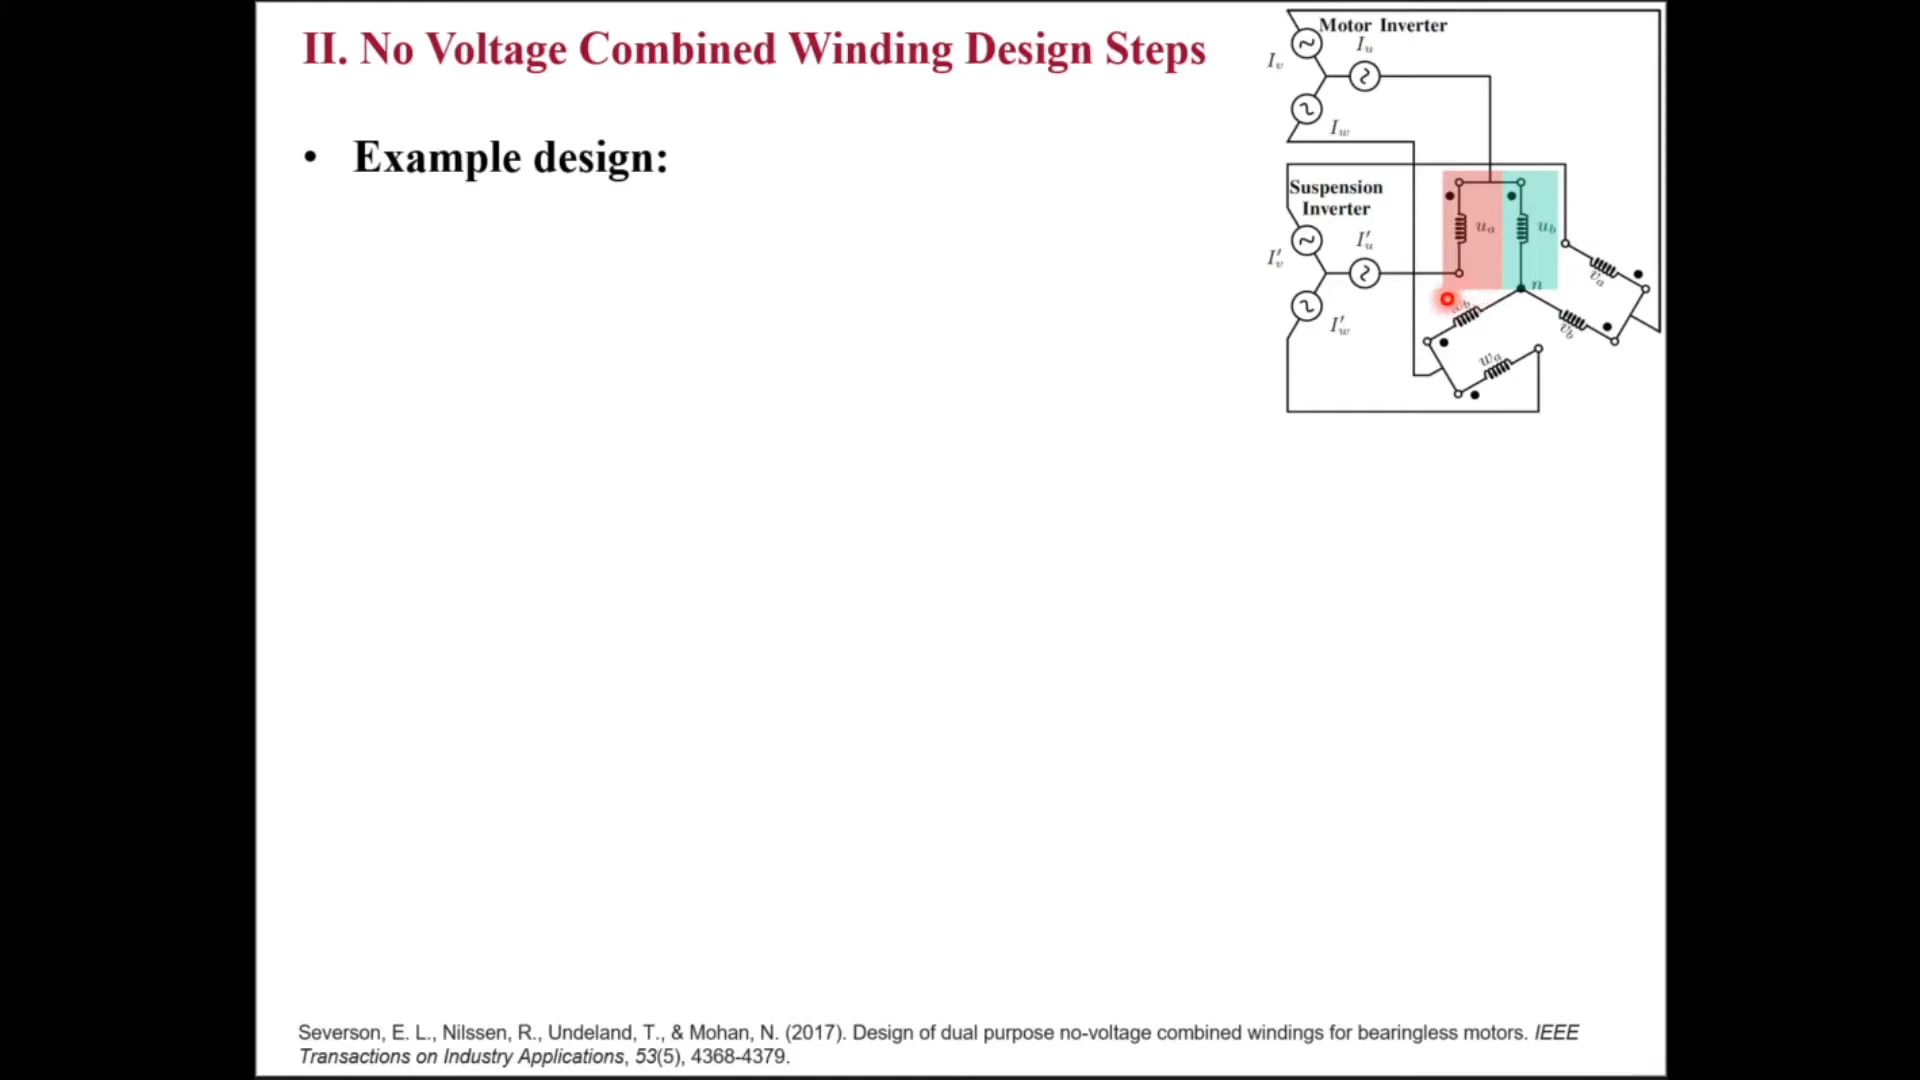 II. No Voltage Combined Winding Design Steps
• Example design:
Motor Inverter
I_u
I_v
I_w
Suspension
Inverter
I'_u
I'_v
I'_w
u_a
u_b
v_a
n
w_b
v_b
w_a
Severson, E. L., Nilssen, R., Undeland, T., & Mohan, N. (2017). Design of dual purpose no-voltage combined windings for bearingless motors. IEEE
Transactions on Industry Applications, 53(5), 4368-4379.